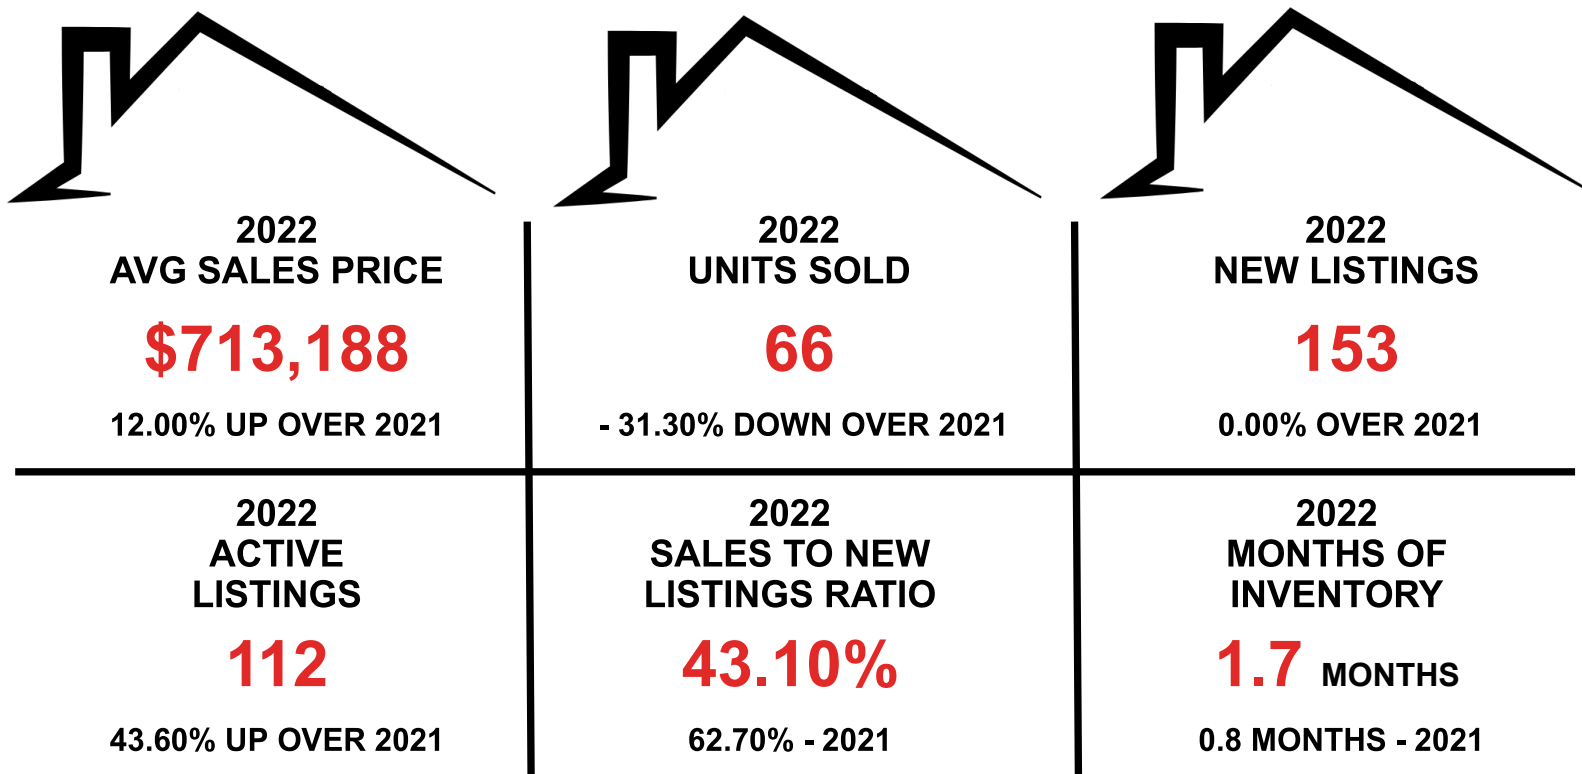 2022
AVG SALES PRICE
$713,188
12.00% UP OVER 2021
2022
UNITS SOLD
66
- 31.30% DOWN OVER 2021
2022
NEW LISTINGS
153
0.00% OVER 2021
2022
ACTIVE
LISTINGS
112
43.60% UP OVER 2021
2022
SALES TO NEW
LISTINGS RATIO
43.10%
62.70% - 2021
2022
MONTHS OF
INVENTORY
1.7 MONTHS
0.8 MONTHS - 2021